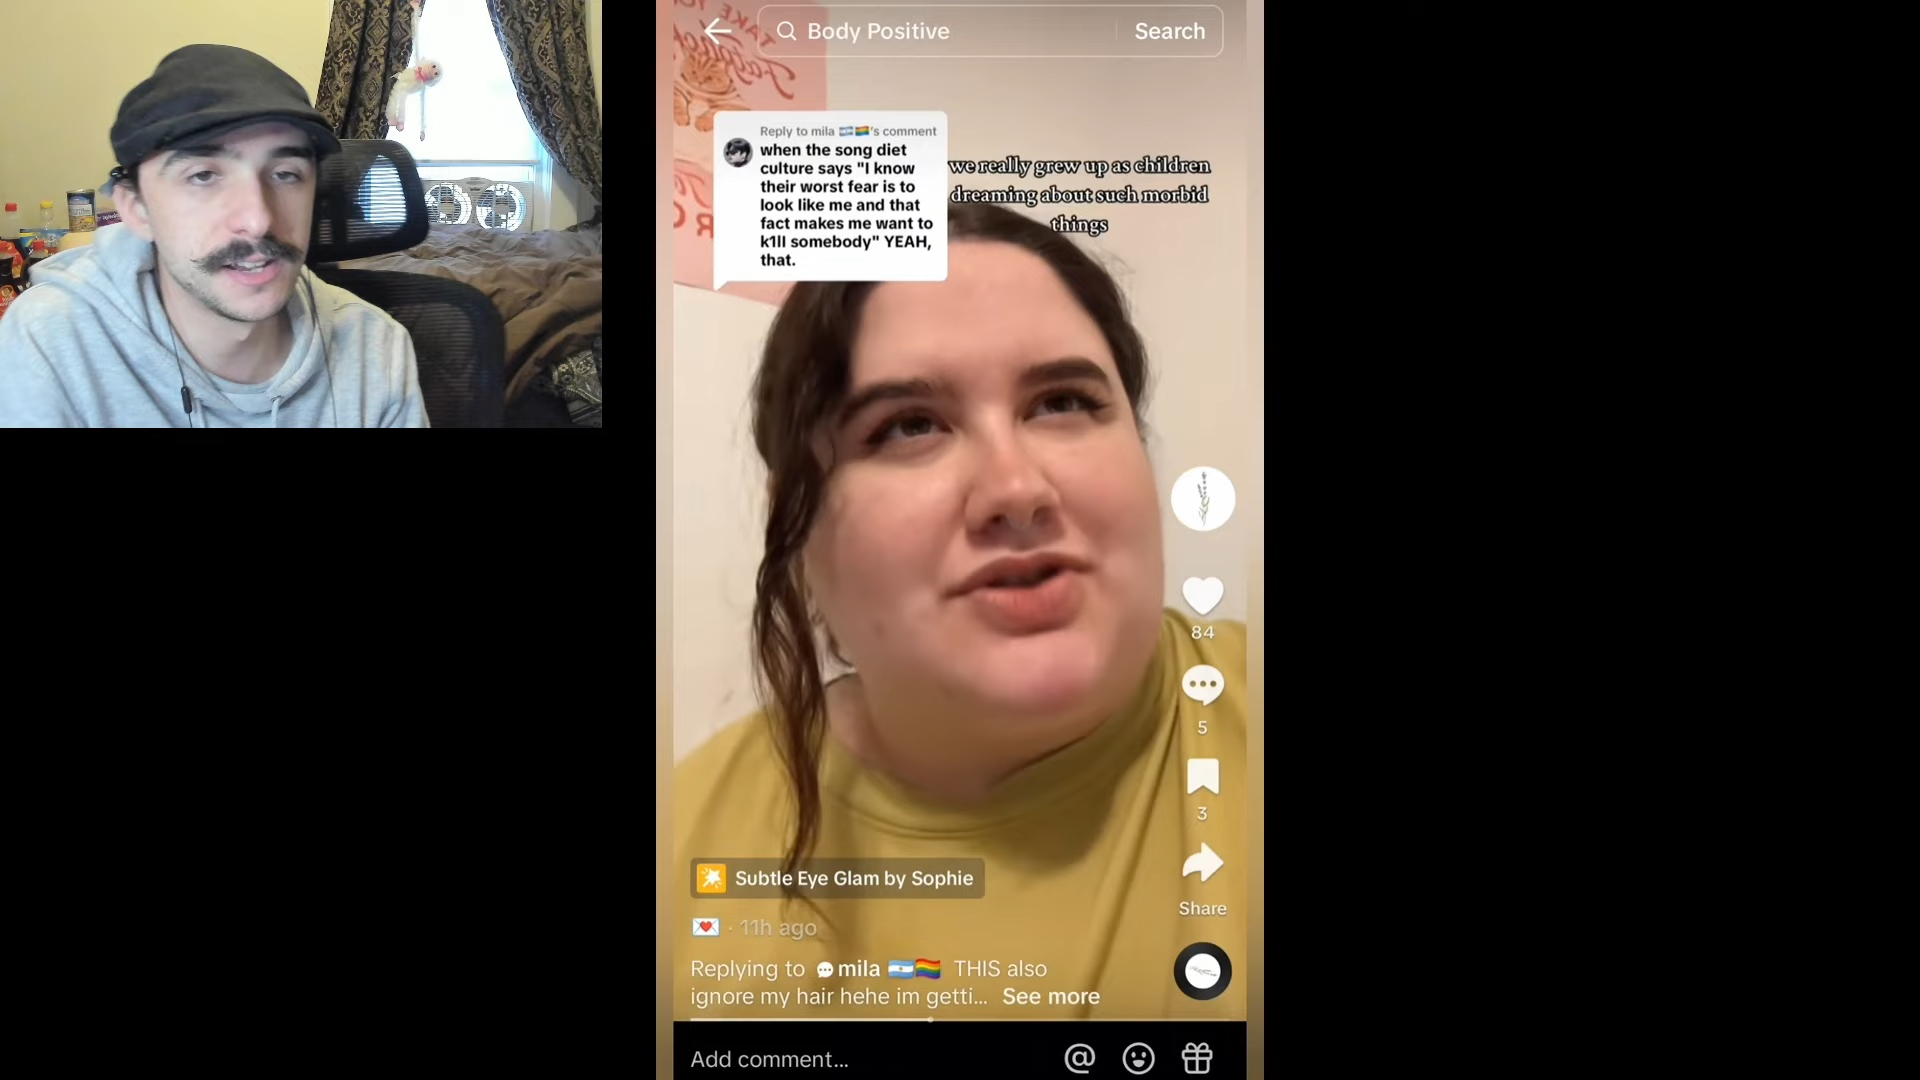 Body Positive
Search
Reply to mila 🇦🇷🏳️‍🌈's comment
when the song diet
culture says "I know
their worst fear is to
look like me and that
fact makes me want to
k1ll somebody" YEAH,
that.
we really grew up as children
dreaming about such morbid
things
84
5
3
Subtle Eye Glam by Sophie
💌 · 11h ago
Share
Replying to 💬mila 🇦🇷🏳️‍🌈 THIS also
ignore my hair hehe im getti... See more
Add comment...
@